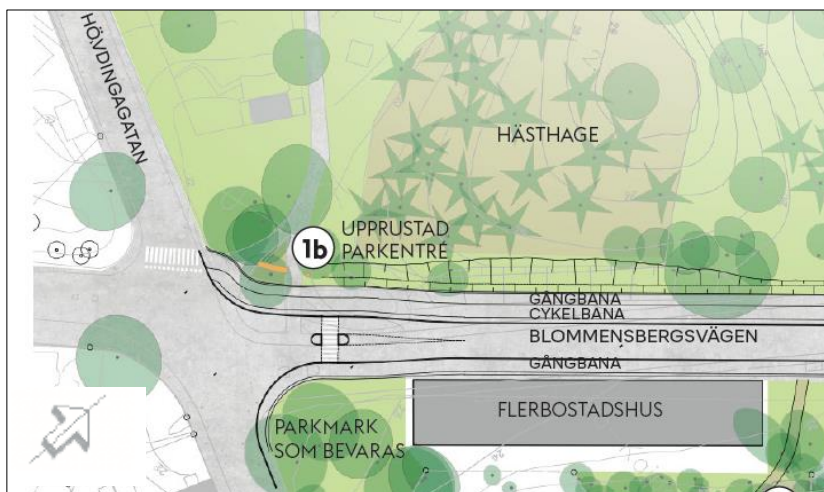 HÖVDINGAGATAN
HÄSTHAGE
1b
UPPRUSTAD
PARKENTRÉ
GÅNGBANA
CYKELBANA
BLOMMENSBERGSVÄGEN
GÅNGBANA
FLERBOSTADSHUS
PARKMARK
SOM BEVARAS